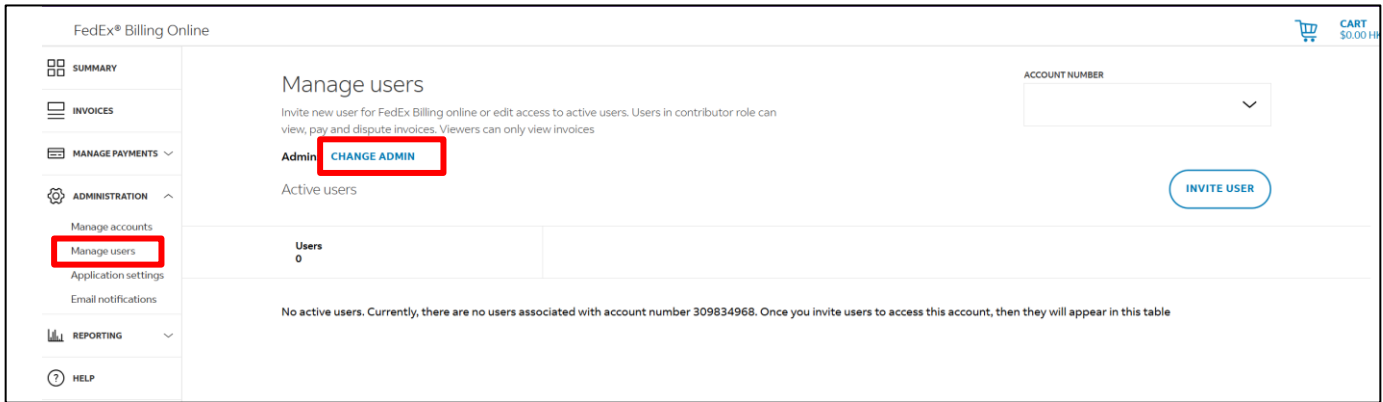 FedEx® Billing Online
CART
$0.00 HK
SUMMARY
INVOICES
MANAGE PAYMENTS
ADMINISTRATION
Manage accounts
Manage users
Application settings
Email notifications
REPORTING
HELP
Manage users
Invite new user for FedEx Billing online or edit access to active users. Users in contributor role can
view, pay and dispute invoices. Viewers can only view invoices
ACCOUNT NUMBER
Admin CHANGE ADMIN
Active users
INVITE USER
Users
0
No active users. Currently, there are no users associated with account number 309834968. Once you invite users to access this account, then they will appear in this table